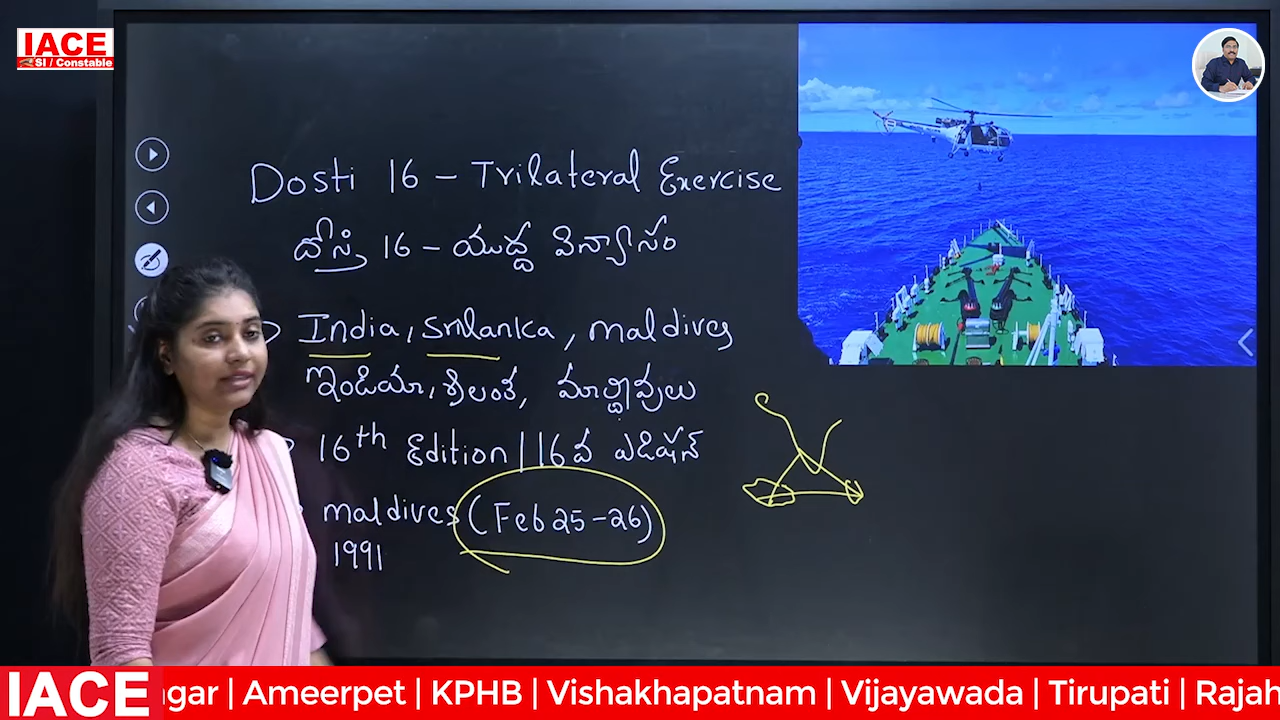 IACE
SI / Constable
Dosti 16 – Trilateral Exercise
దోస్తి 16 – యుద్ధ విన్యాసం
India, Srilanka, maldives
ఇండియా, శ్రీలంక, మాల్దీవులు
16th Edition | 16వ ఎడిషన్
maldives (Feb 25-26)
1991
IACE
agar | Ameerpet | KPHB | Vishakhapatnam | Vijayawada | Tirupati | Rajah